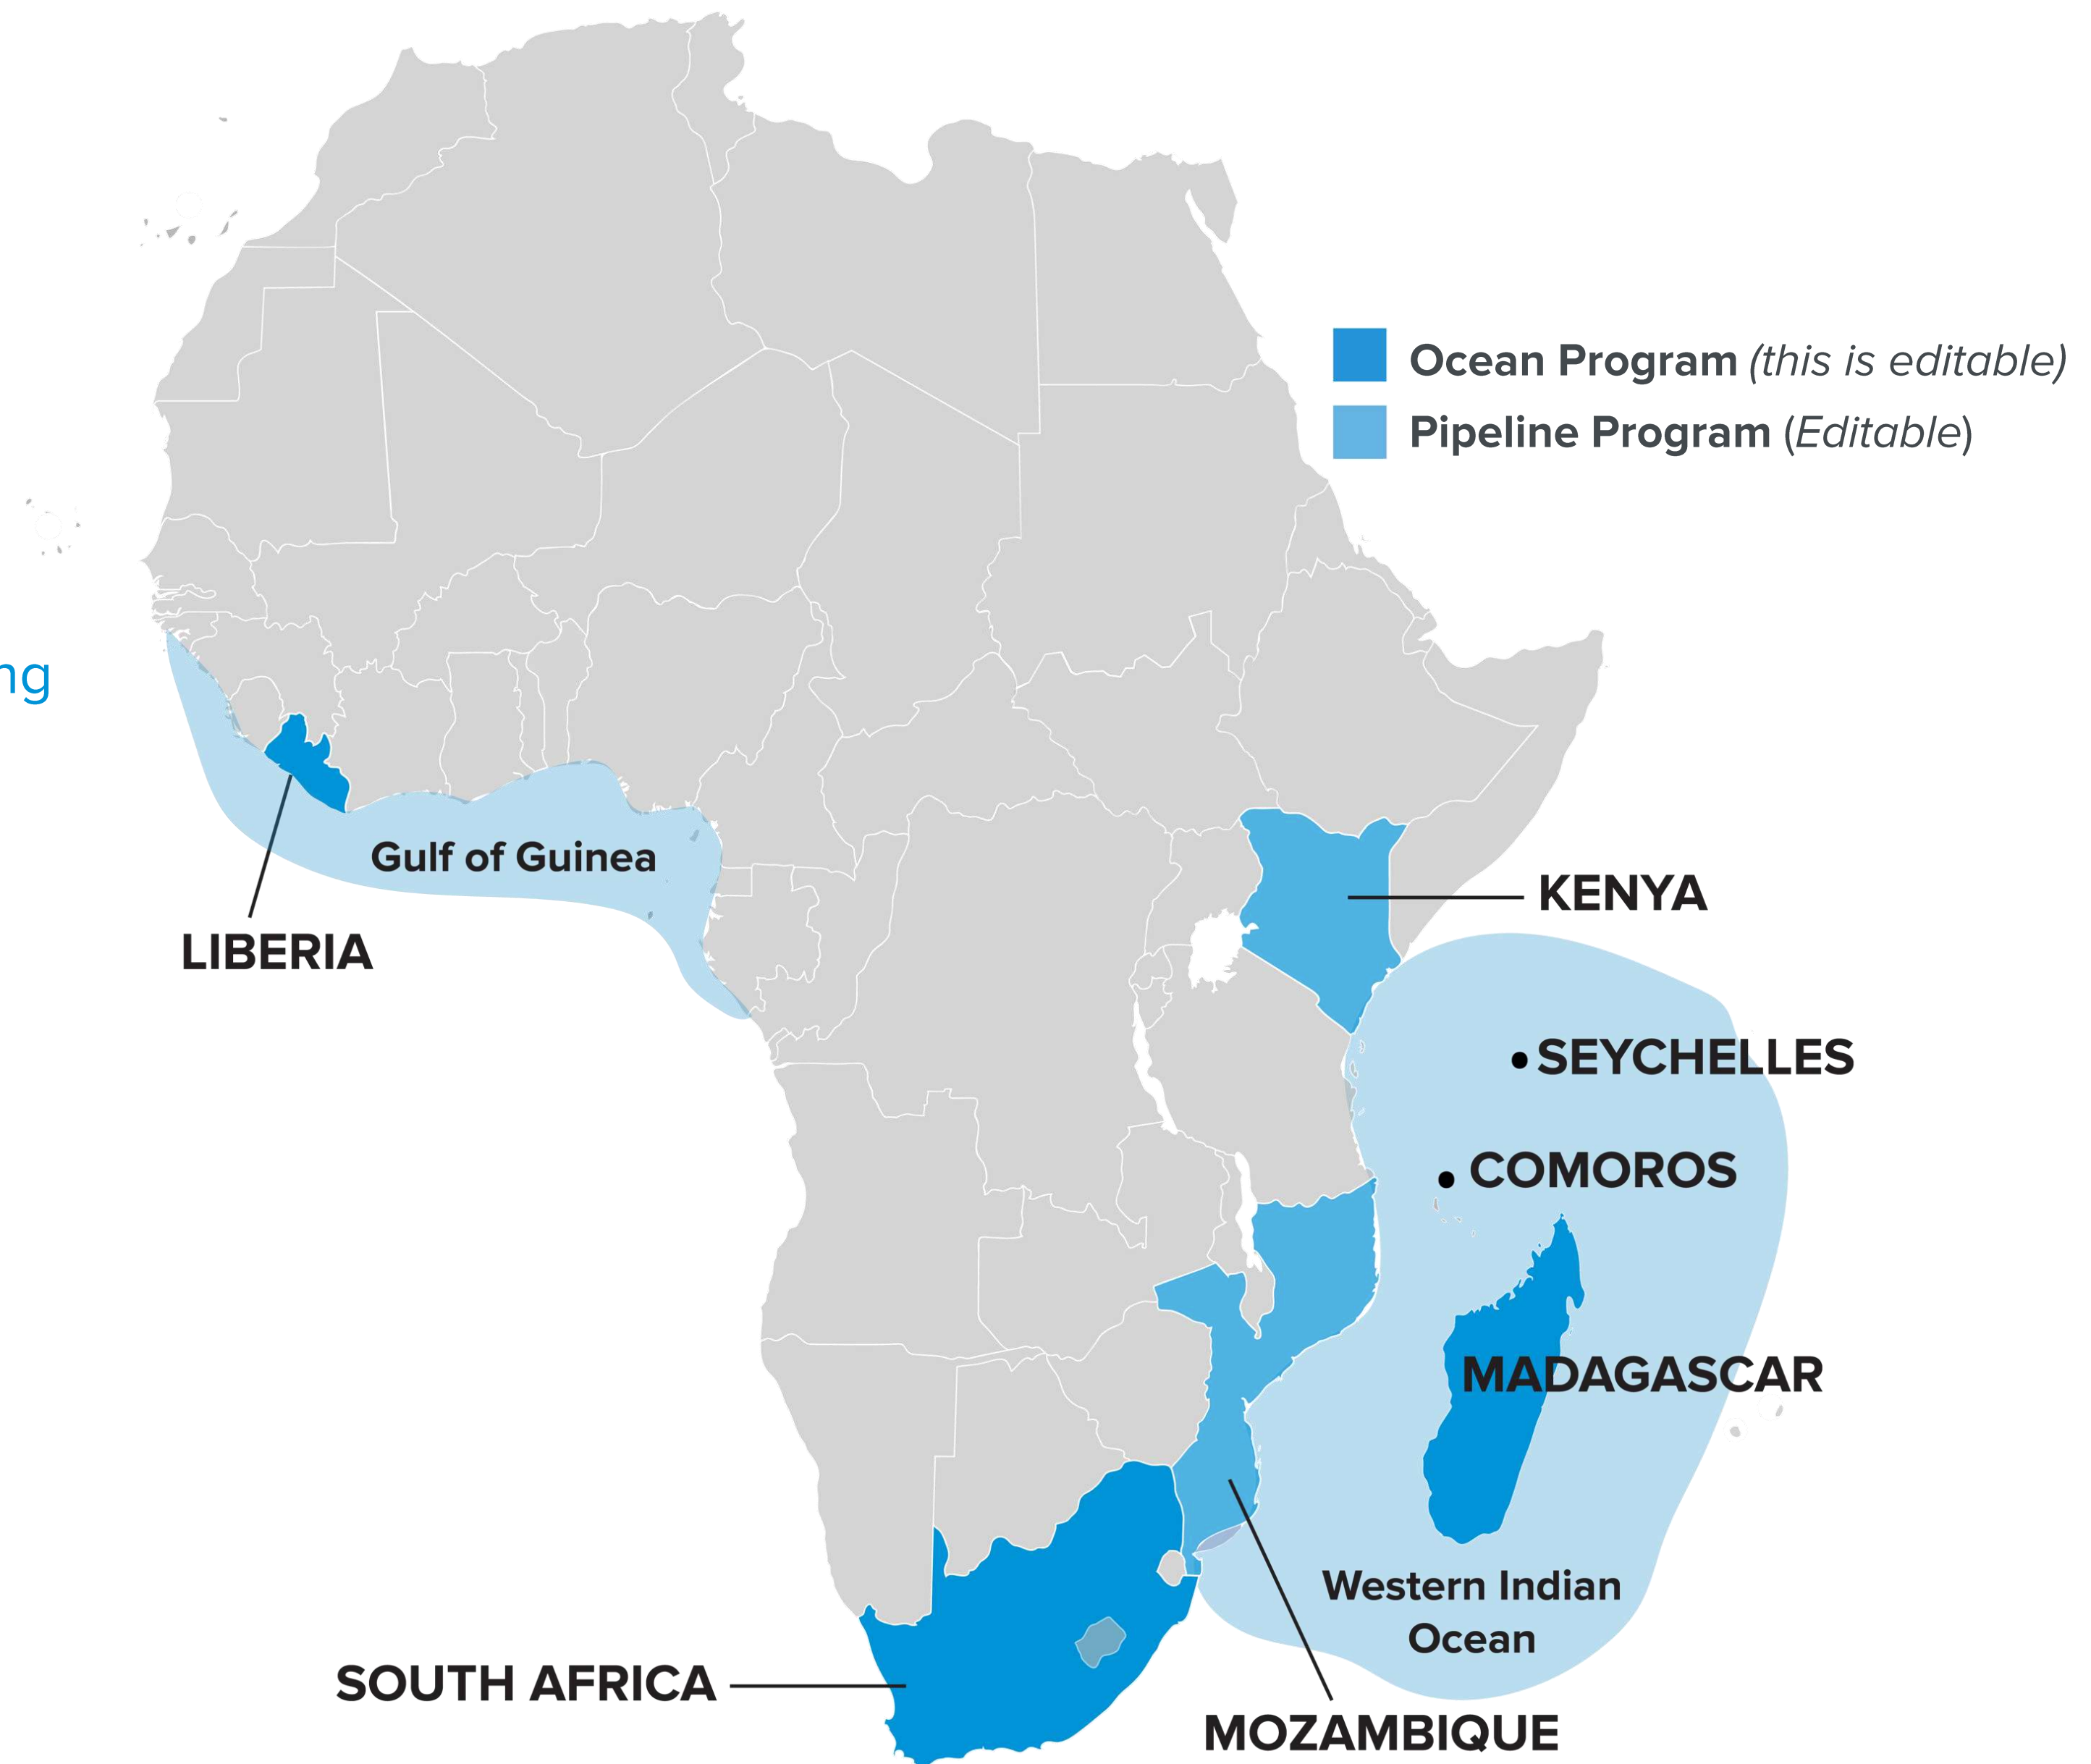 Ocean Program (this is editable)
Pipeline Program (Editable)
ng
Gulf of Guinea
KENYA
LIBERIA
SEYCHELLES
COMOROS
MADAGASCAR
Western Indian
Ocean
SOUTH AFRICA
MOZAMBIQUE